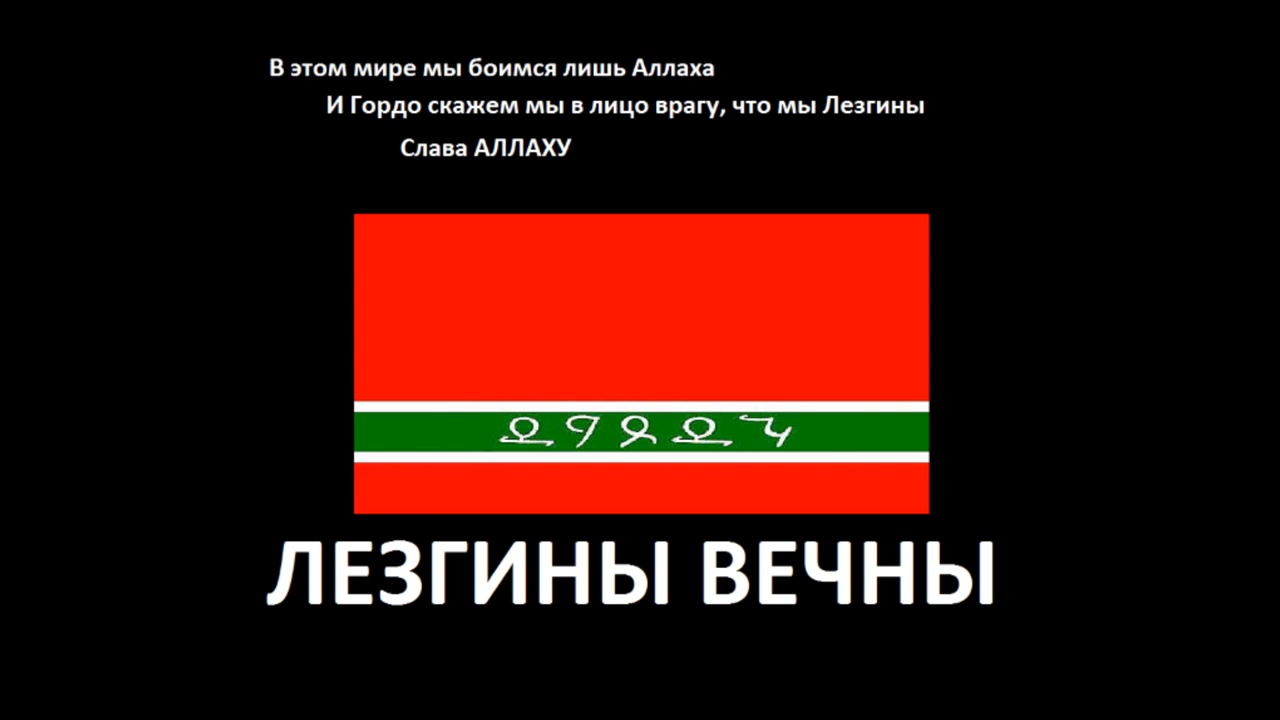 В этом мире мы боимся лишь Аллаха
И Гордо скажем мы в лицо врагу, что мы Лезгины
Слава АЛЛАХУ
ЛЕЗГИНЫ ВЕЧНЫ